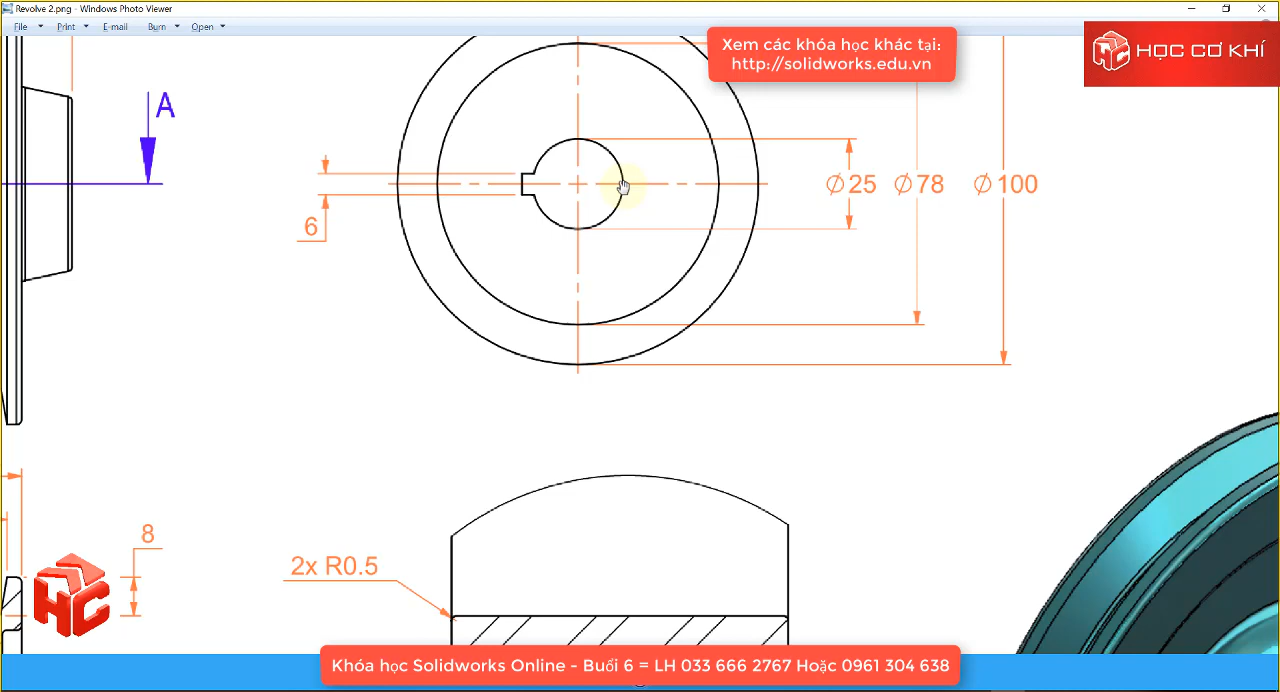 Revolve 2.png - Windows Photo Viewer
File Print E-mail Burn Open
Xem các khóa học khác tại:
http://solidworks.edu.vn
HC HỌC CƠ KHÍ
A
6
Ø25 Ø78 Ø100
8
2x R0.5
HC
Khóa học Solidworks Online - Buổi 6 = LH 033 666 2767 Hoặc 0961 304 638